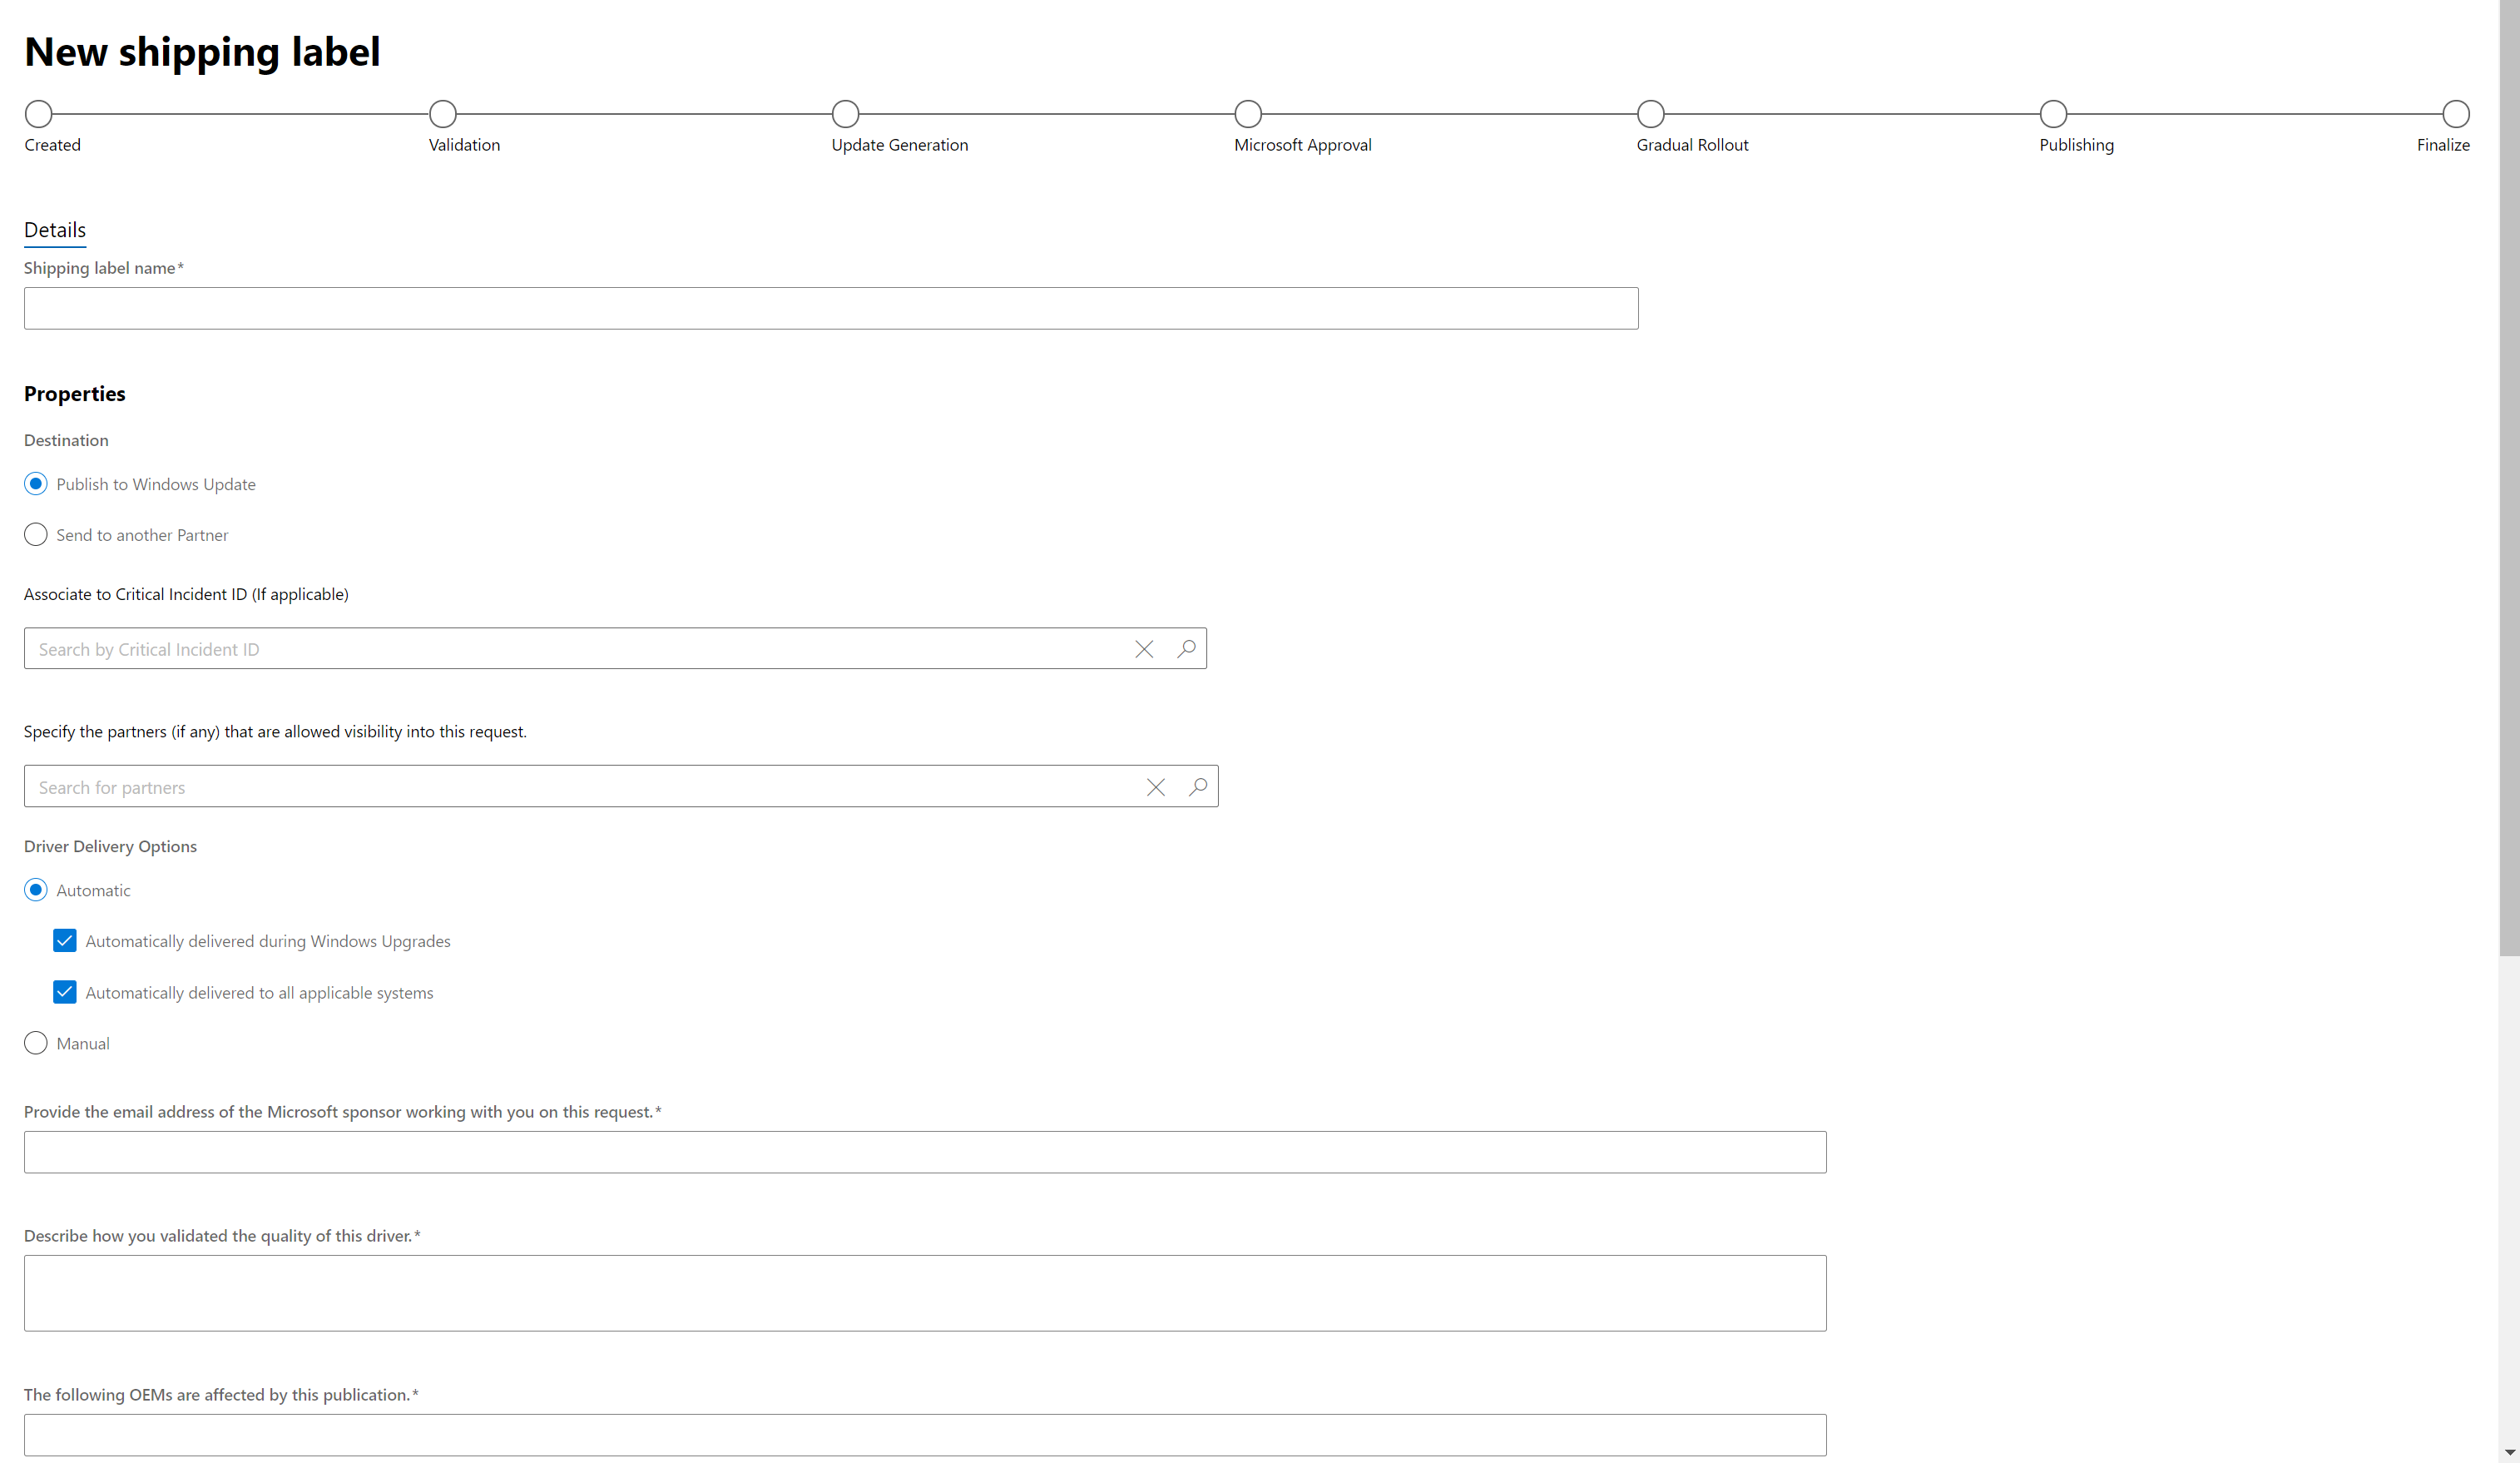 New shipping label
Created Validation Update Generation Microsoft Approval Gradual Rollout Publishing Finalize
Details
Shipping label name*
Properties
Destination
Publish to Windows Update
Send to another Partner
Associate to Critical Incident ID (If applicable)
Search by Critical Incident ID
Specify the partners (if any) that are allowed visibility into this request.
Search for partners
Driver Delivery Options
Automatic
Automatically delivered during Windows Upgrades
Automatically delivered to all applicable systems
Manual
Provide the email address of the Microsoft sponsor working with you on this request.*
Describe how you validated the quality of this driver.*
The following OEMs are affected by this publication.*